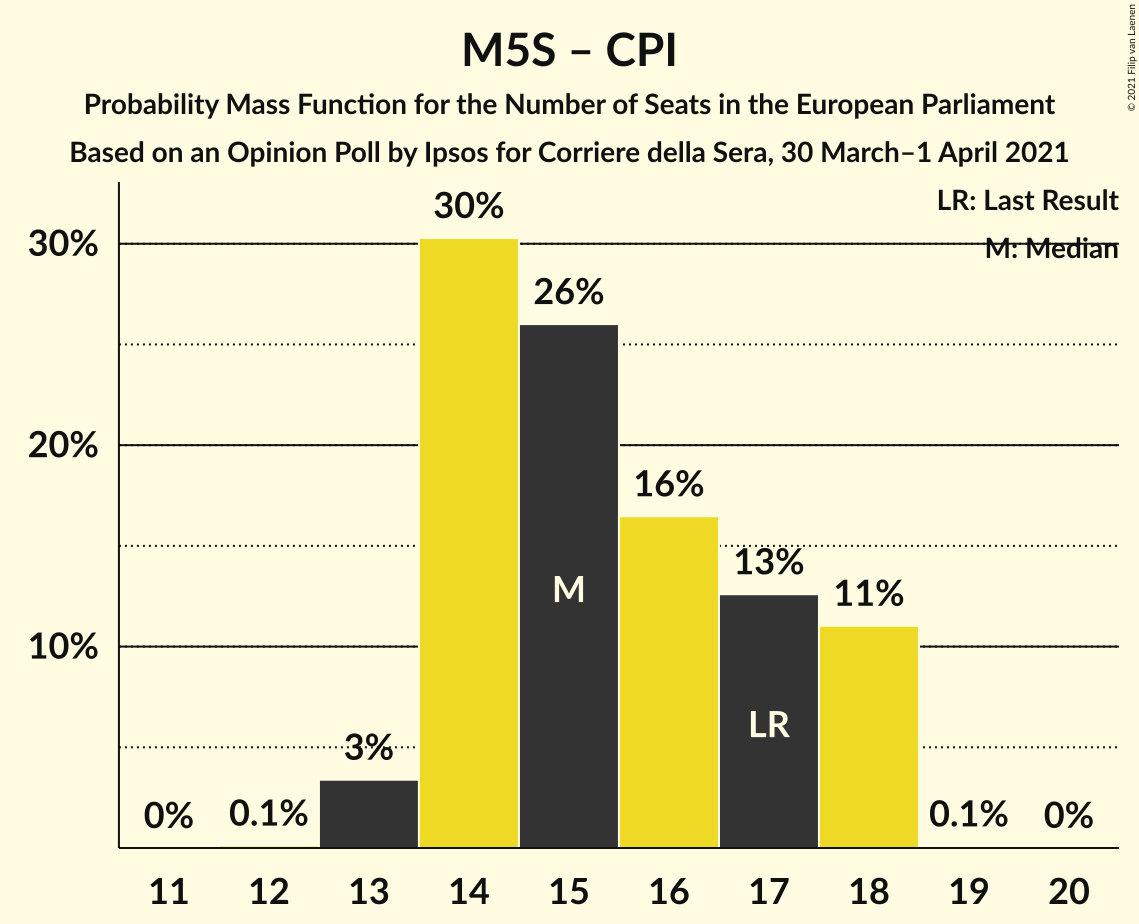 M5S – CPI
Probability Mass Function for the Number of Seats in the European Parliament
Based on an Opinion Poll by Ipsos for Corriere della Sera, 30 March–1 April 2021
© 2021 Filip van Laenen
LR: Last Result
M: Median
30%
20%
10%
0%
0.1%
3%
30%
26%
16%
13%
11%
0.1%
0%
M
LR
11 12 13 14 15 16 17 18 19 20